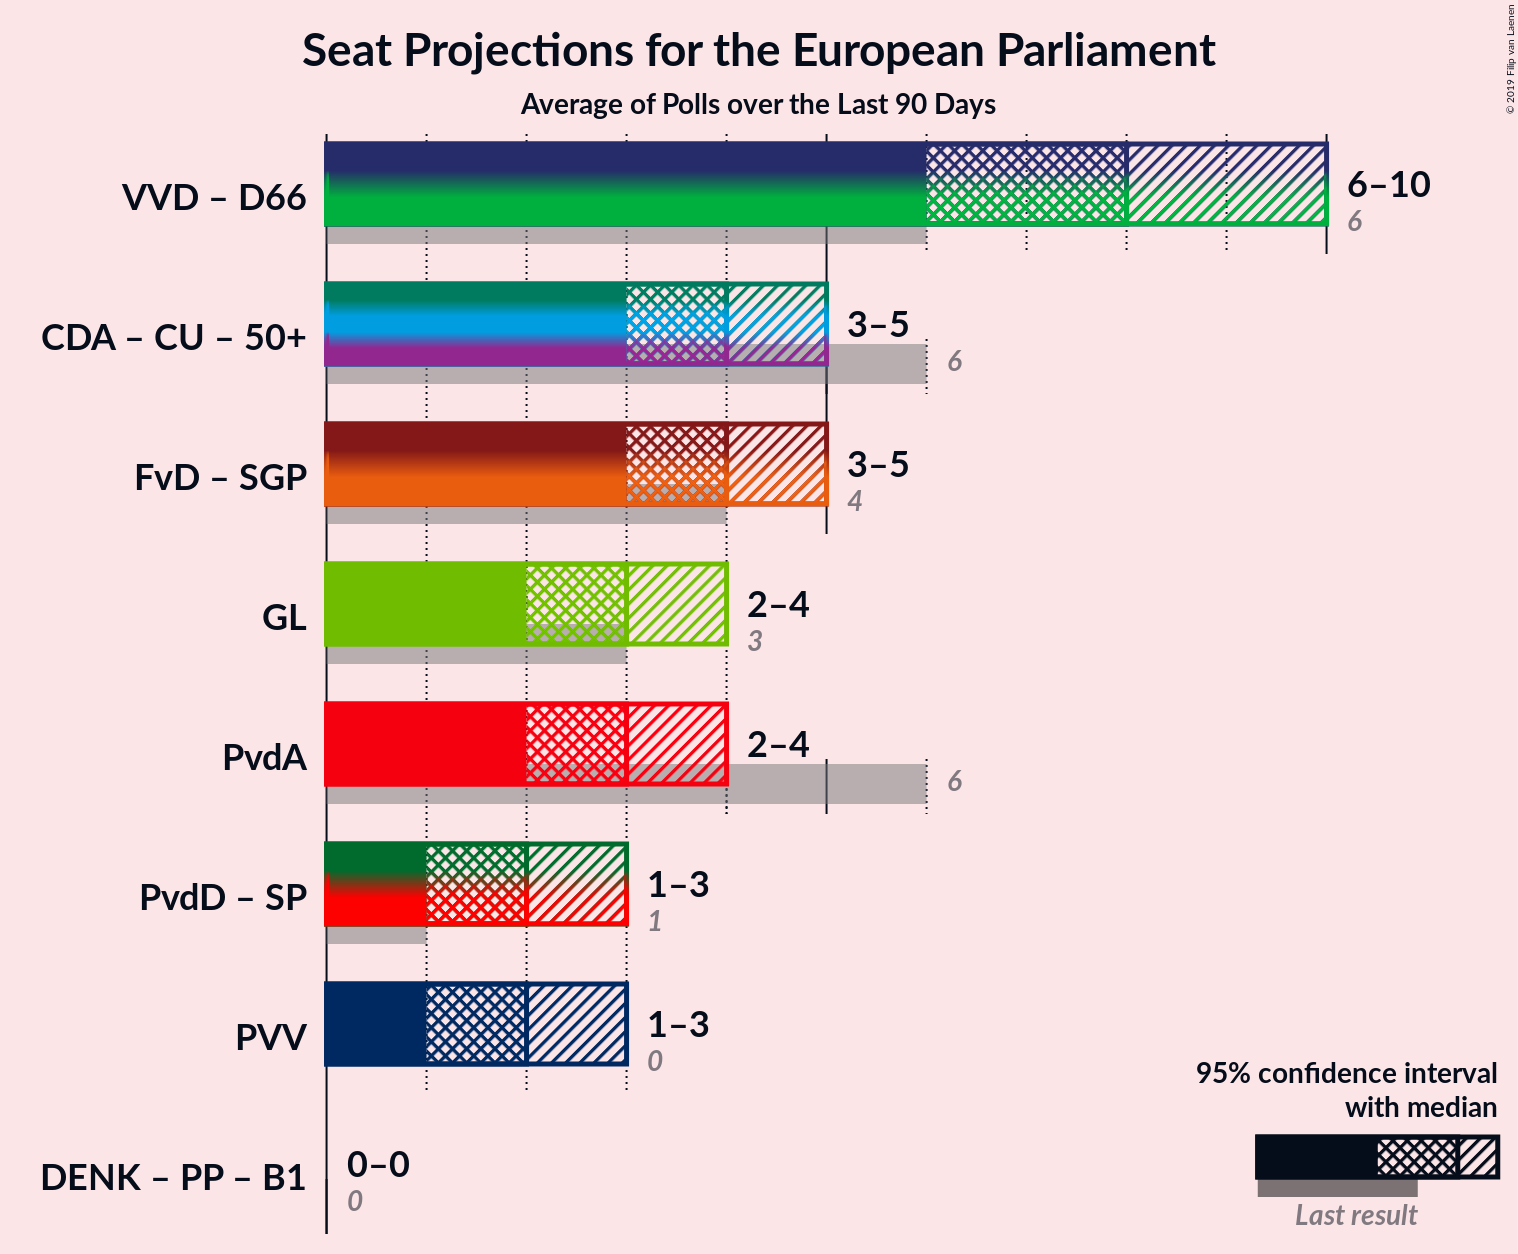 Seat Projections for the European Parliament
Average of Polls over the Last 90 Days
© 2019 Filip van Laenen
VVD – D66
6–10
6
CDA – CU – 50+
3–5
6
FvD – SGP
3–5
4
GL
2–4
3
PvdA
2–4
6
PvdD – SP
1–3
1
PVV
1–3
0
DENK – PP – B1
0–0
0
95% confidence interval
with median
Last result